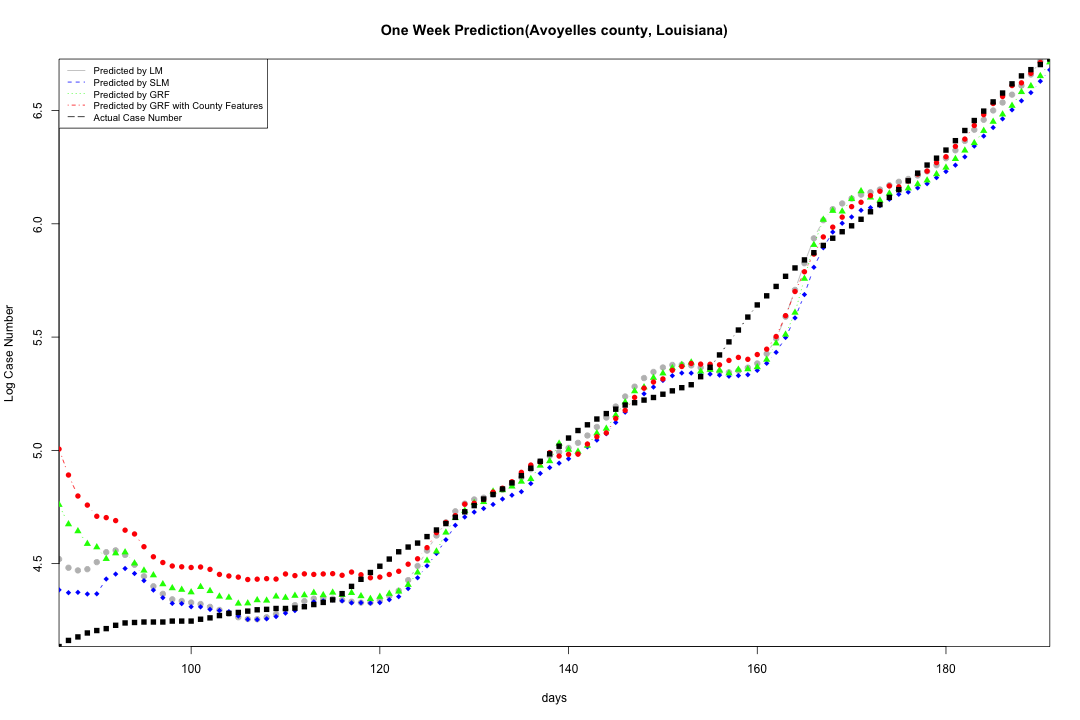 One Week Prediction(Avoyelles county, Louisiana)
Predicted by LM
Predicted by SLM
Predicted by GRF
Predicted by GRF with County Features
Actual Case Number
6.5
6.0
5.5
5.0
4.5
Log Case Number
100 120 140 160 180
days